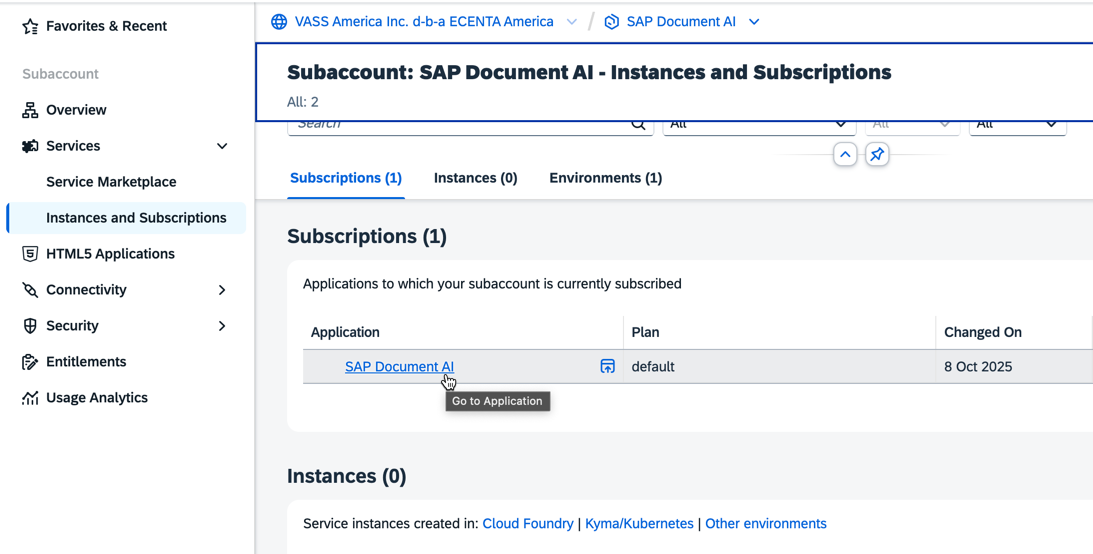 Favorites & Recent
VASS America Inc. d-b-a ECENTA America / SAP Document AI
Subaccount
Subaccount: SAP Document AI - Instances and Subscriptions
All: 2
Overview
Search All All All
Services
Subscriptions (1) Instances (0) Environments (1)
Service Marketplace
Instances and Subscriptions
Subscriptions (1)
HTML5 Applications
Applications to which your subaccount is currently subscribed
Connectivity
Security
Application Plan Changed On
Entitlements
SAP Document AI default 8 Oct 2025
Usage Analytics
Go to Application
Instances (0)
Service instances created in: Cloud Foundry | Kyma/Kubernetes | Other environments